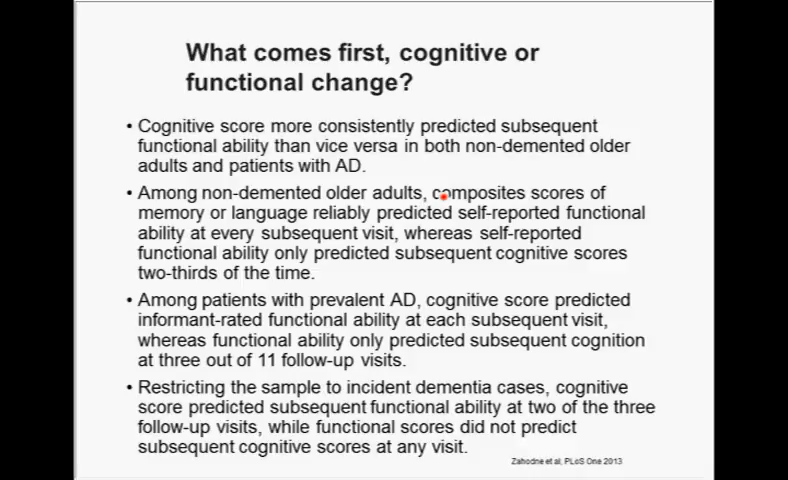 What comes first, cognitive or
functional change?
• Cognitive score more consistently predicted subsequent
functional ability than vice versa in both non-demented older
adults and patients with AD.
• Among non-demented older adults, composites scores of
memory or language reliably predicted self-reported functional
ability at every subsequent visit, whereas self-reported
functional ability only predicted subsequent cognitive scores
two-thirds of the time.
• Among patients with prevalent AD, cognitive score predicted
informant-rated functional ability at each subsequent visit,
whereas functional ability only predicted subsequent cognition
at three out of 11 follow-up visits.
• Restricting the sample to incident dementia cases, cognitive
score predicted subsequent functional ability at two of the three
follow-up visits, while functional scores did not predict
subsequent cognitive scores at any visit.
Zahodne et al, PLoS One 2013